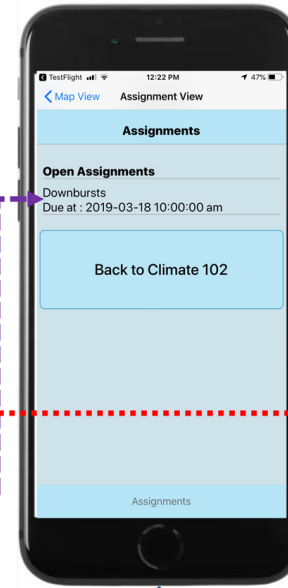 TestFlight 12:22 PM 47%
Map View Assignment View
Assignments
Open Assignments
Downbursts
Due at : 2019-03-18 10:00:00 am
Back to Climate 102
Assignments